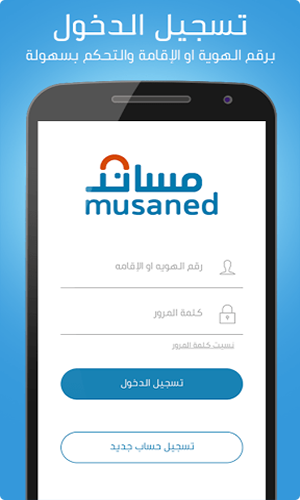 تسجيل الدخول
برقم الهوية او الإقامة والتحكم بسهولة
مساند
musaned
رقم الهويه او الإقامه
كلمة المرور
نسيت كلمة المرور
تسجيل الدخول
تسجيل حساب جديد